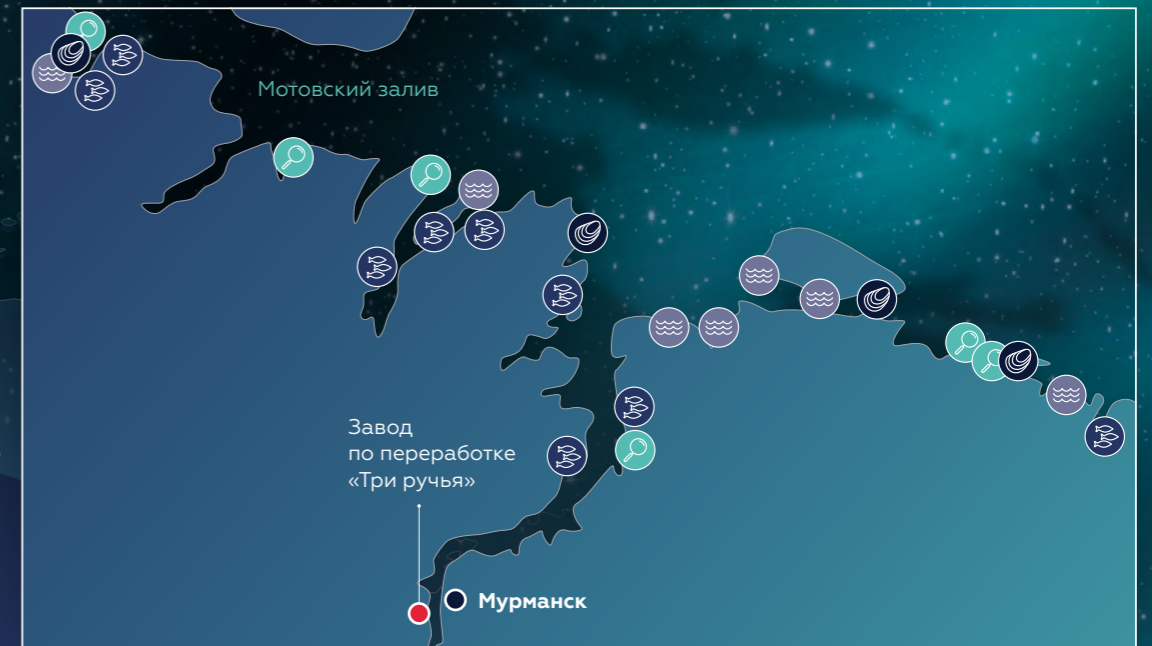 Мотовский залив
Завод
по переработке
«Три ручья»
Мурманск